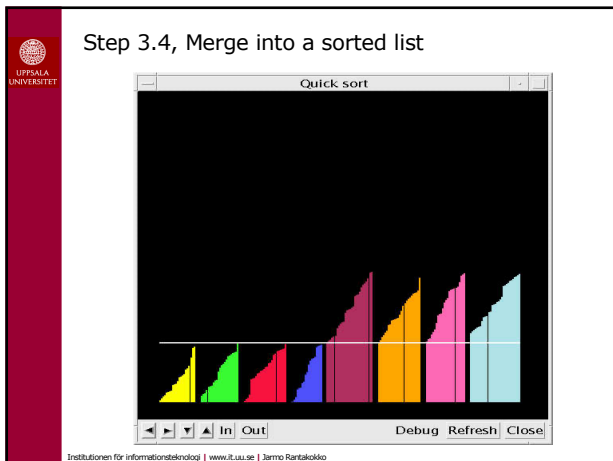 Step 3.4, Merge into a sorted list
UPPSALA
UNIVERSITET
Quick sort
In Out Debug Refresh Close
Institutionen för informationsteknologi | www.it.uu.se | Jarmo Rantakokko